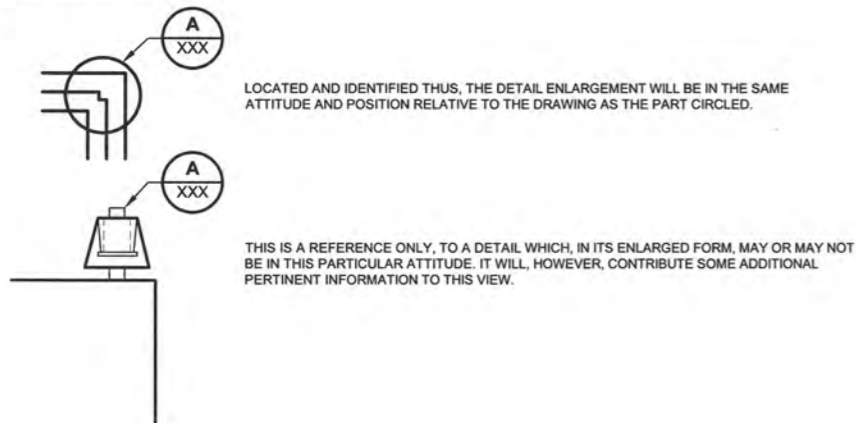 A
XXX
LOCATED AND IDENTIFIED THUS, THE DETAIL ENLARGEMENT WILL BE IN THE SAME
ATTITUDE AND POSITION RELATIVE TO THE DRAWING AS THE PART CIRCLED.
A
XXX
THIS IS A REFERENCE ONLY, TO A DETAIL WHICH, IN ITS ENLARGED FORM, MAY OR MAY NOT
BE IN THIS PARTICULAR ATTITUDE. IT WILL, HOWEVER, CONTRIBUTE SOME ADDITIONAL
PERTINENT INFORMATION TO THIS VIEW.